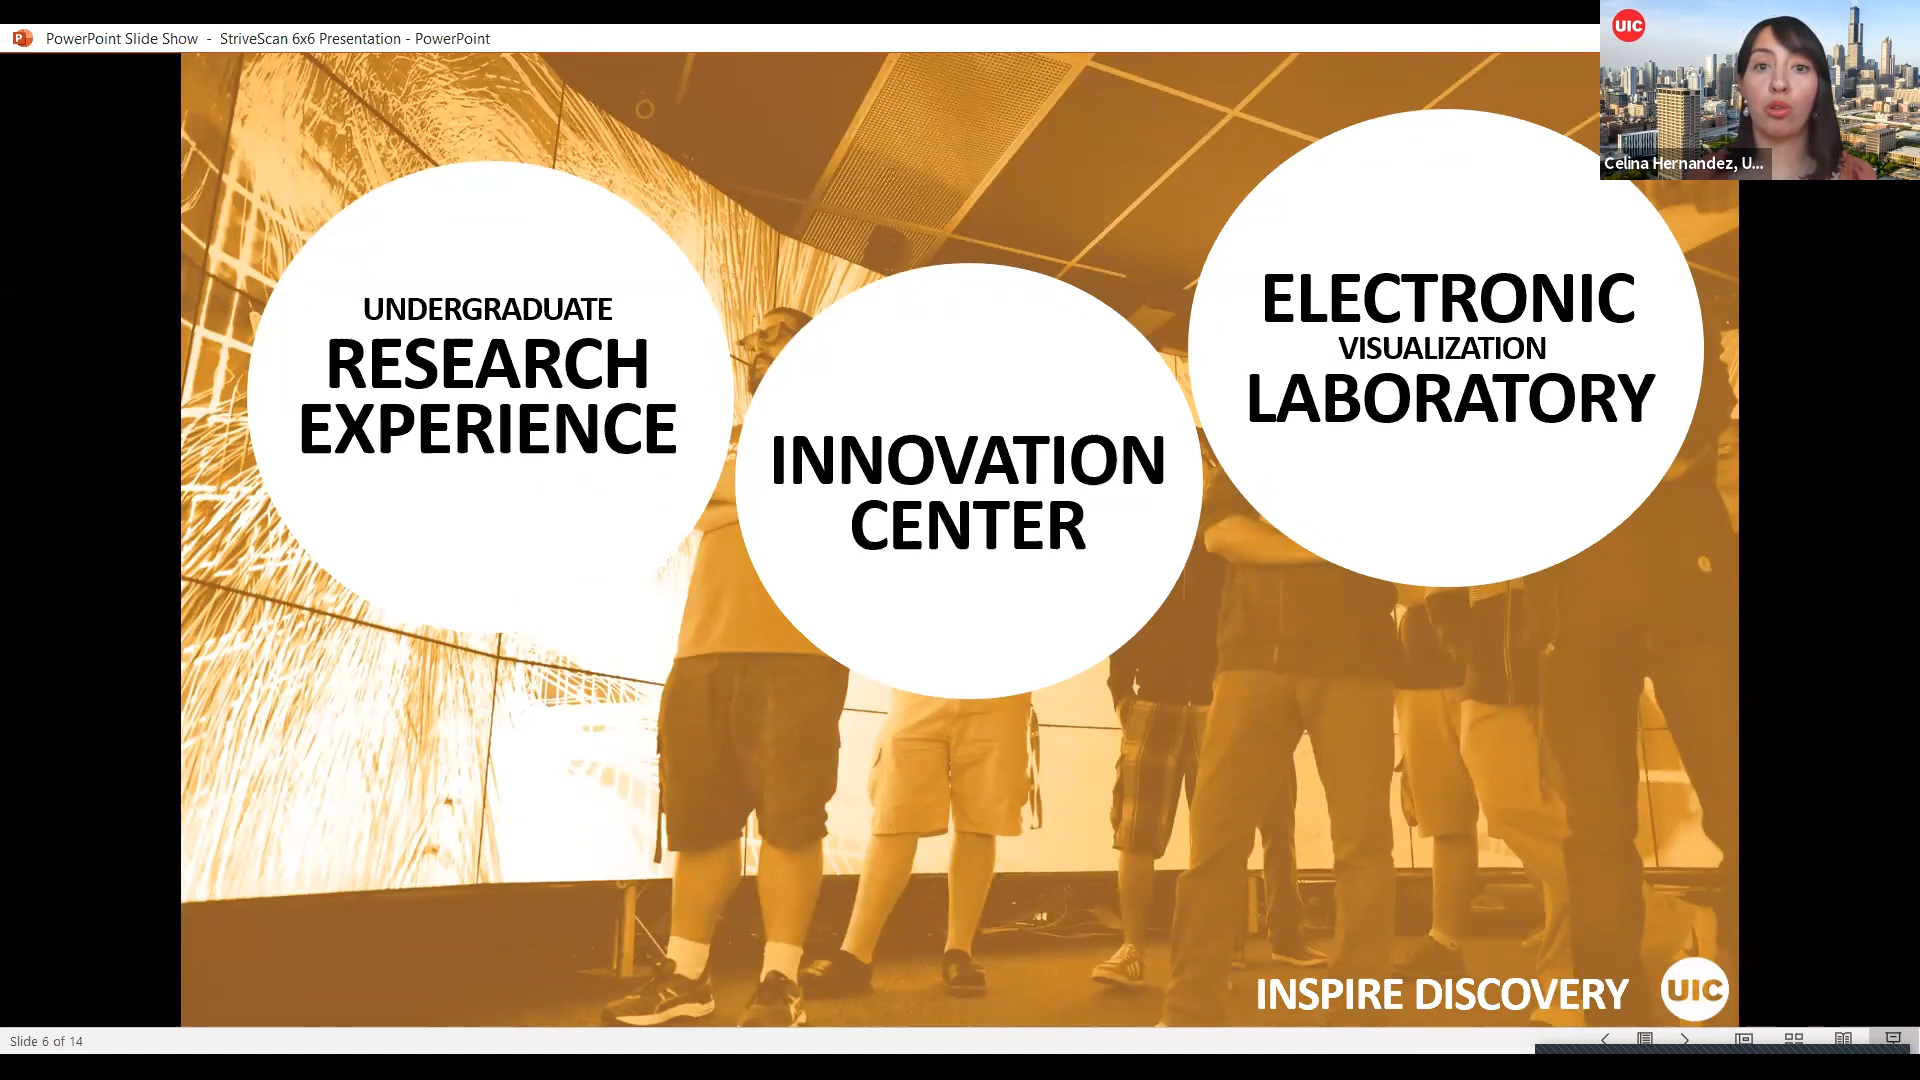 PowerPoint Slide Show - StriveScan 6x6 Presentation - PowerPoint
UIC
Celina Hernandez, U...
UNDERGRADUATE
RESEARCH
EXPERIENCE
INNOVATION
CENTER
ELECTRONIC
VISUALIZATION
LABORATORY
INSPIRE DISCOVERY
UIC
Slide 6 of 14